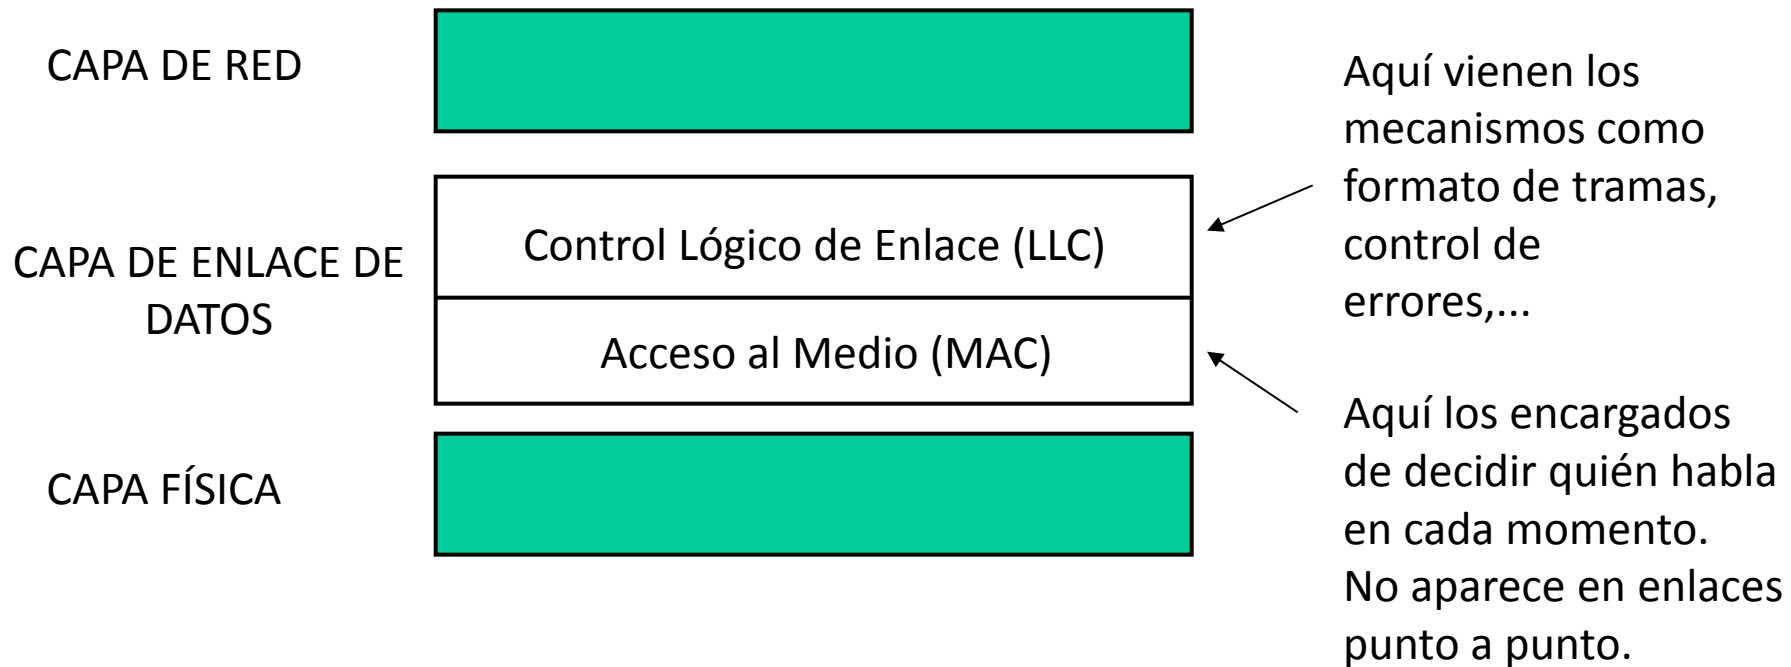 CAPA DE RED
Aquí vienen los
mecanismos como
formato de tramas,
control de
errores,...
CAPA DE ENLACE DE
DATOS
Control Lógico de Enlace (LLC)
Acceso al Medio (MAC)
Aquí los encargados
de decidir quién habla
en cada momento.
No aparece en enlaces
punto a punto.
CAPA FÍSICA